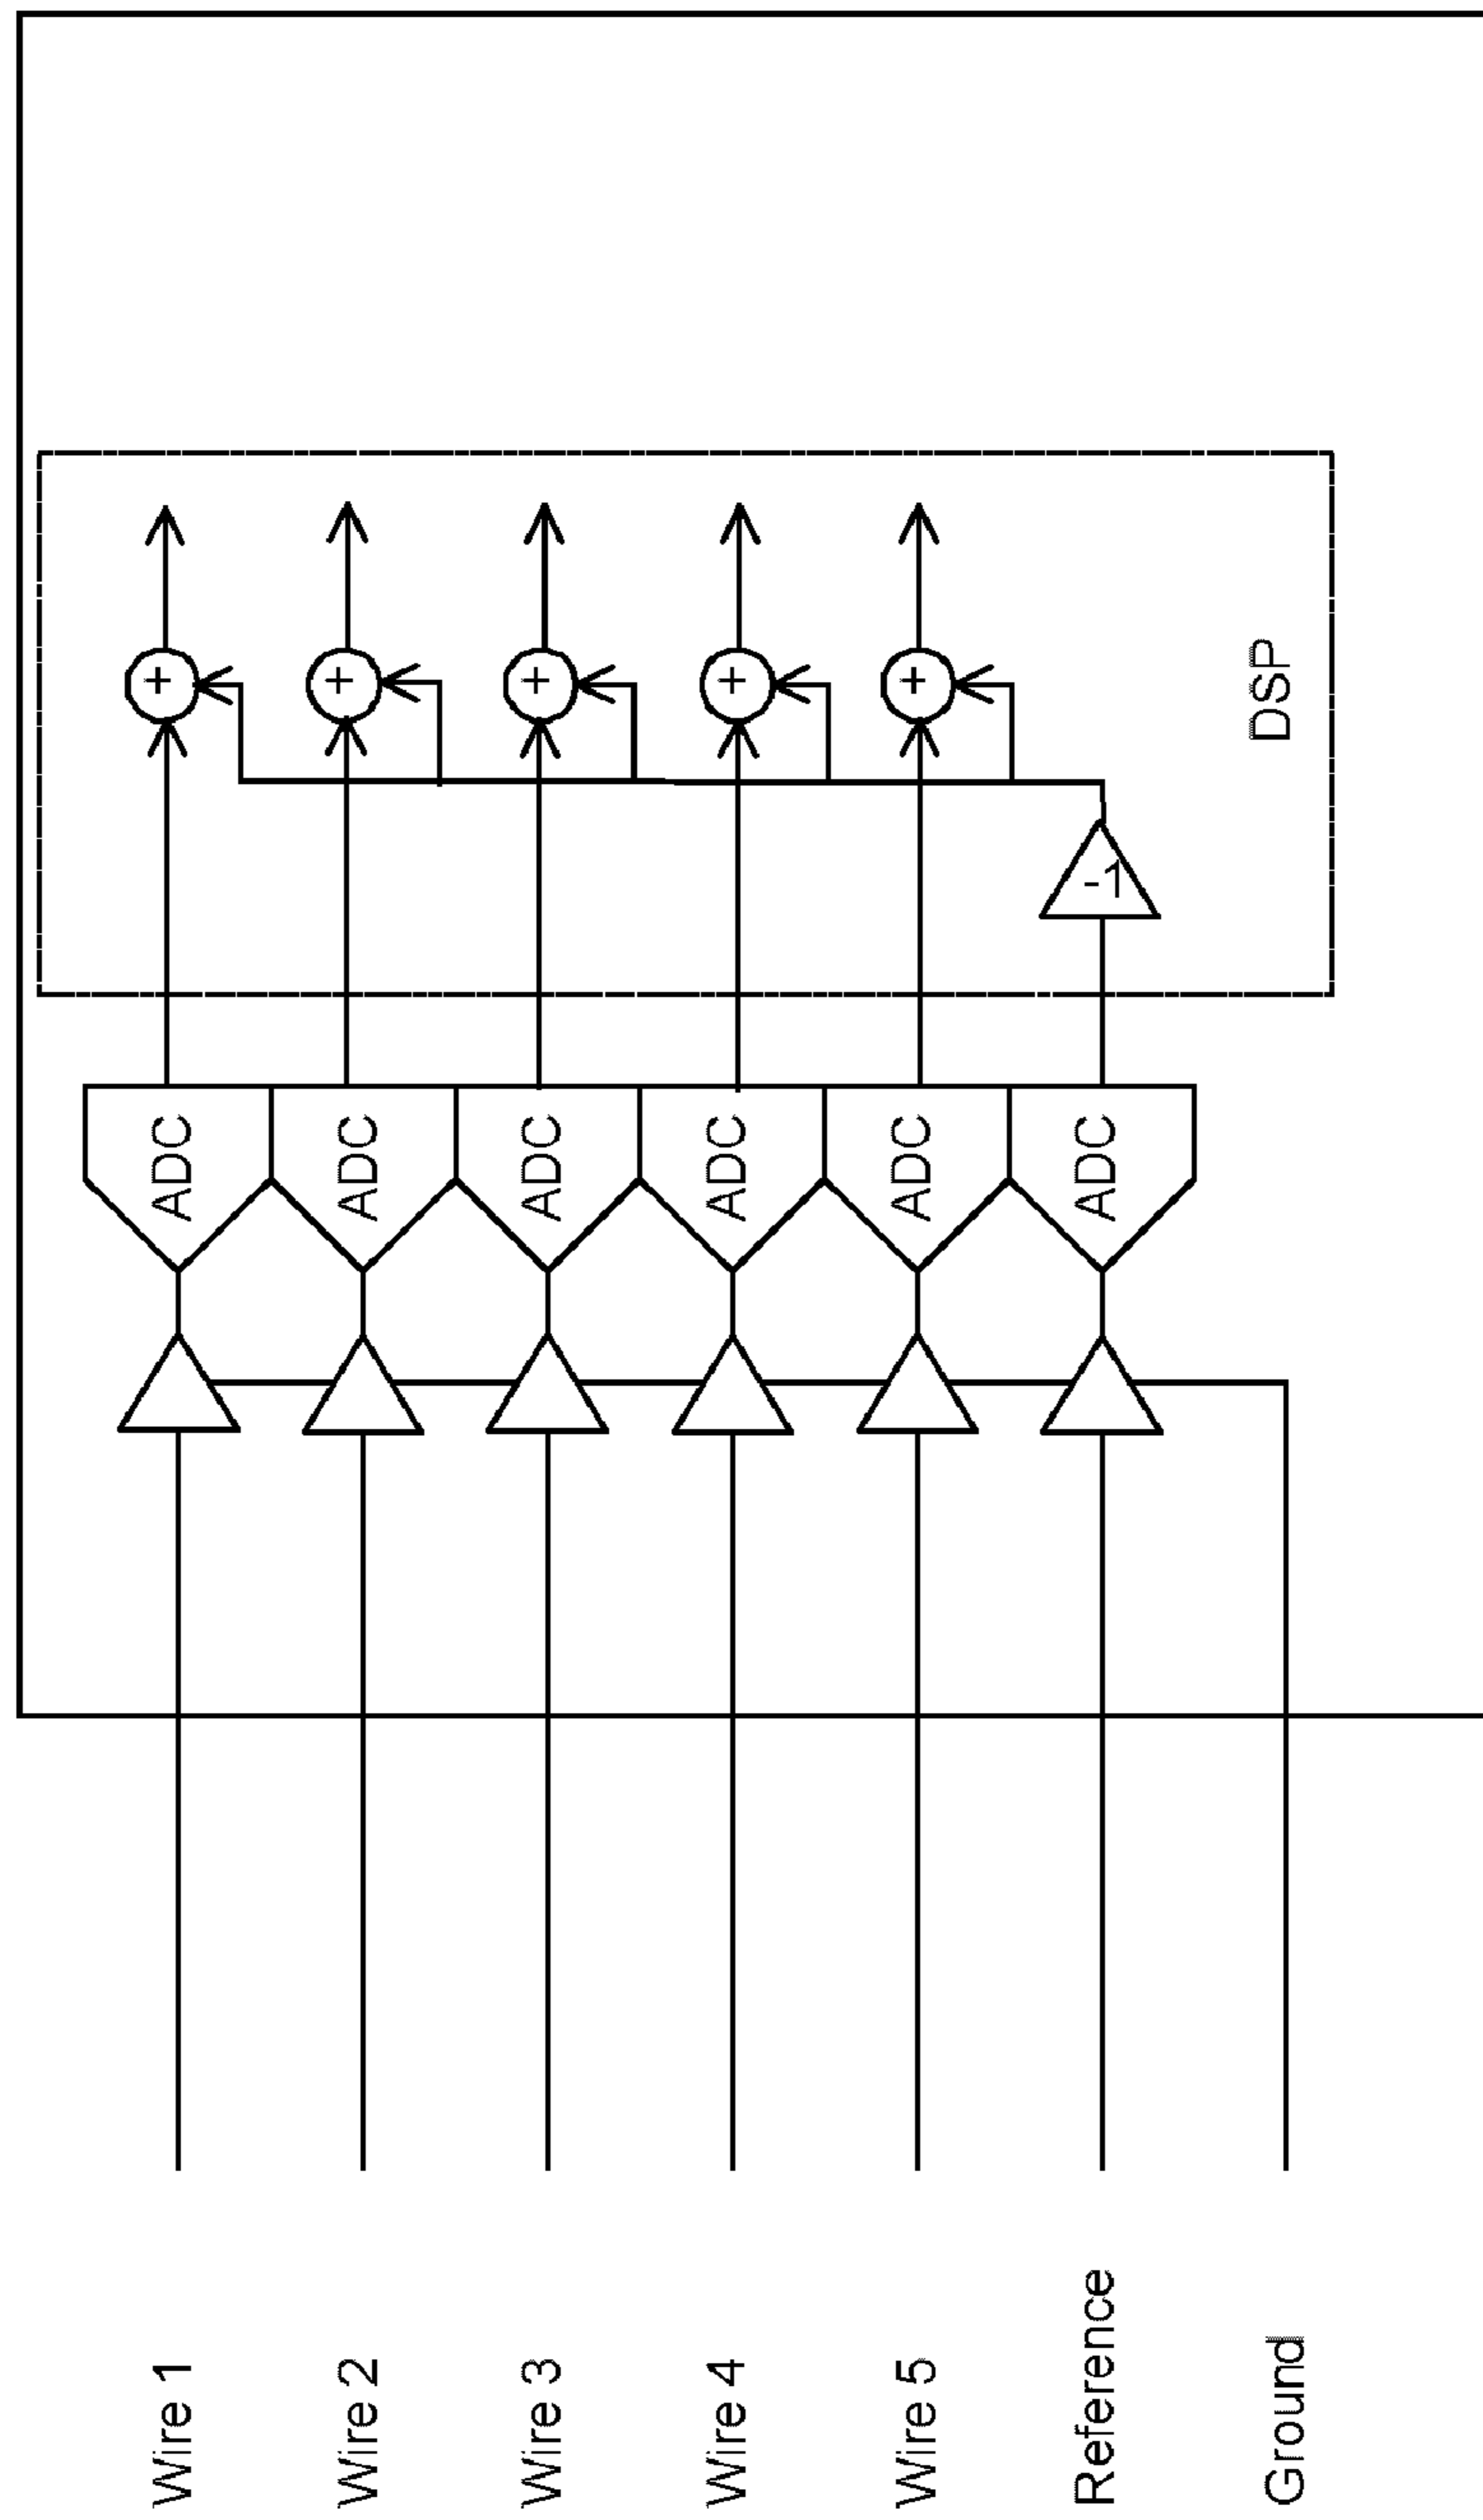 Wire 1
Wire 2
Wire 3
Wire 4
Wire 5
Reference
Ground
ADC
ADC
ADC
ADC
ADC
ADC
-1
+
+
+
+
+
DSP